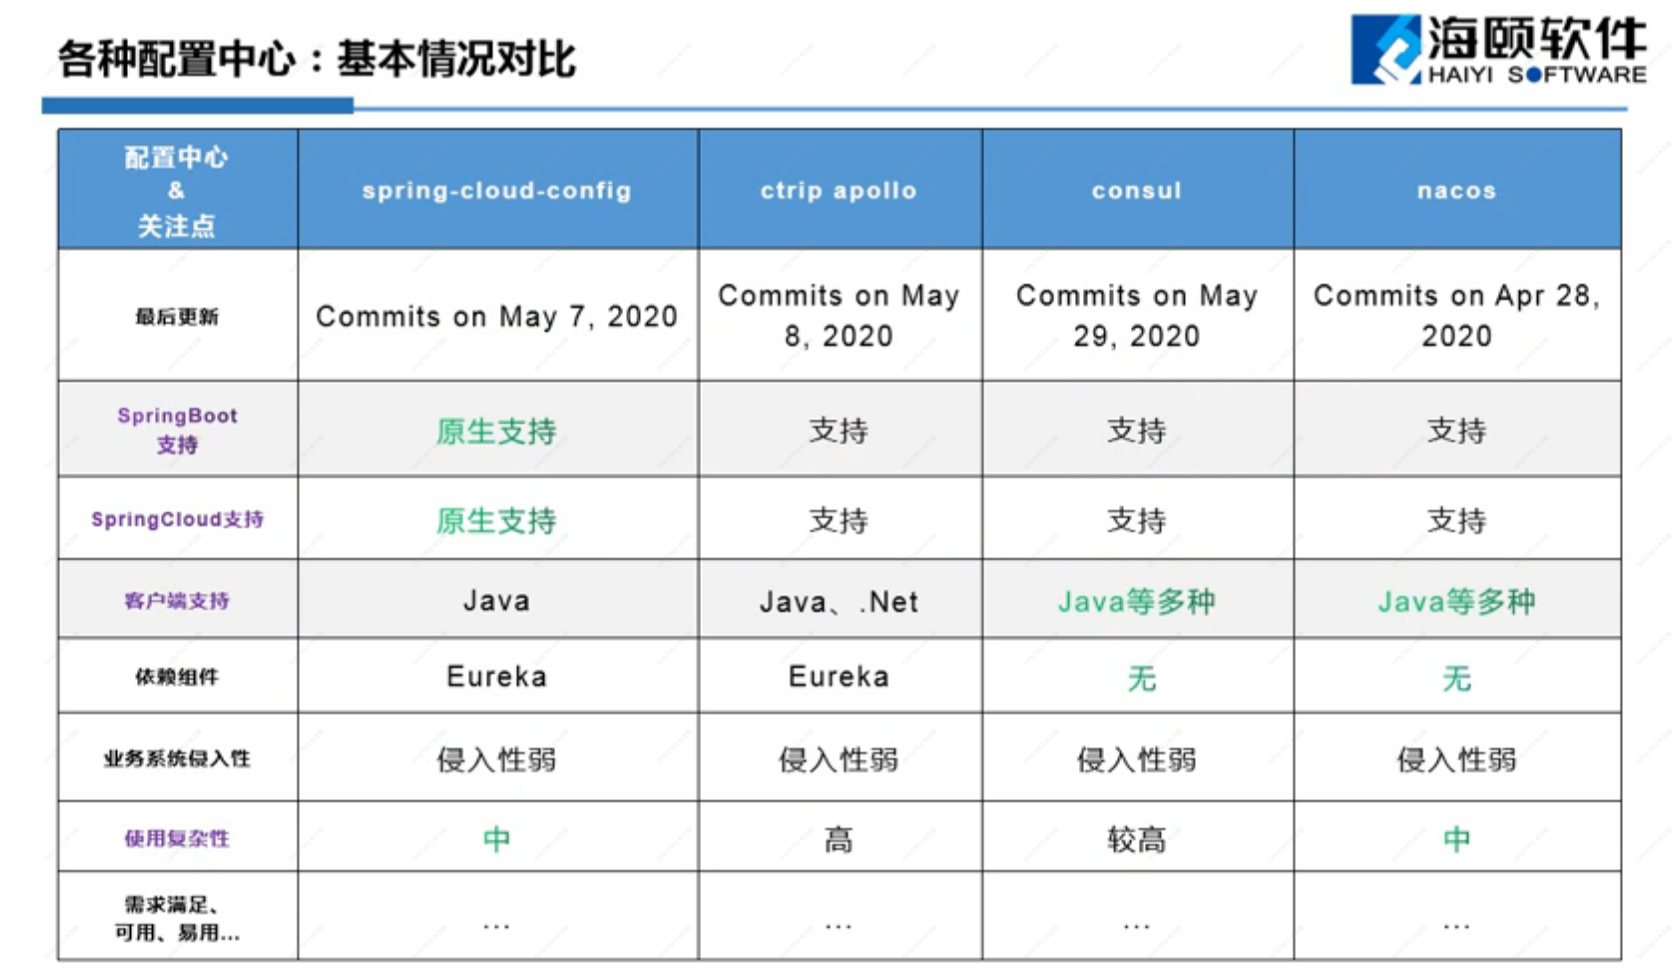 各种配置中心：基本情况对比
海颐软件
HAIYI SOFTWARE
配置中心
&
关注点
spring-cloud-config
ctrip apollo
consul
nacos
最后更新
Commits on May 7, 2020
Commits on May
8, 2020
Commits on May
29, 2020
Commits on Apr 28,
2020
SpringBoot
支持
原生支持
支持
支持
支持
SpringCloud支持
原生支持
支持
支持
支持
客户端支持
Java
Java、.Net
Java等多种
Java等多种
依赖组件
Eureka
Eureka
无
无
业务系统侵入性
侵入性弱
侵入性弱
侵入性弱
侵入性弱
使用复杂性
中
高
较高
中
需求满足、
可用、易用...
...
...
...
...